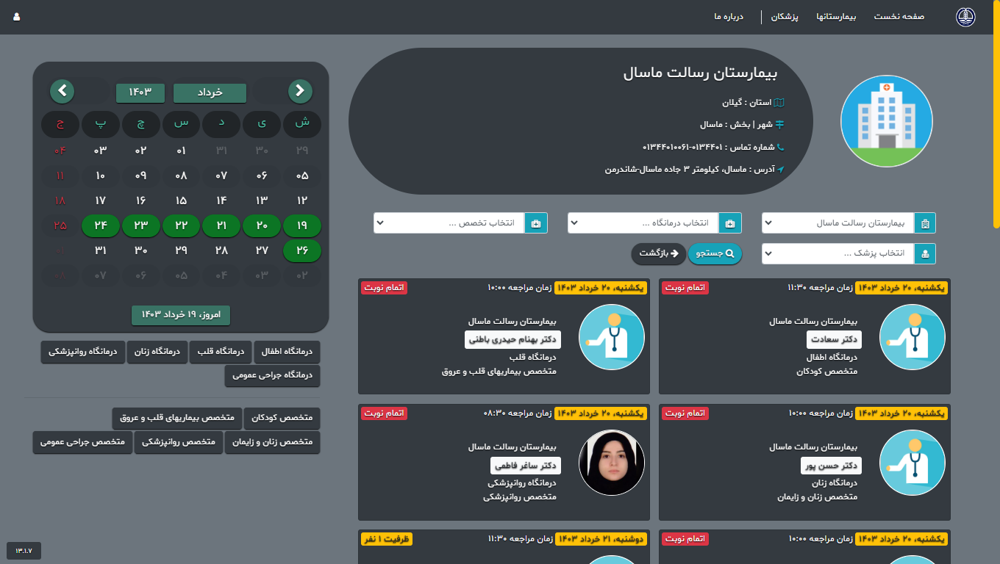 صفحه نخست
بیمارستانها
پزشکان
درباره ما
بیمارستان رسالت ماسال
استان : گیلان
شهر | بخش : ماسال
شماره تماس : ۰۱۳۴۴۰۱-۰۱۳۴۴۰۱۰۰۶۱
آدرس : ماسال، کیلومتر ۳ جاده ماسال-شاندرمن
بیمارستان رسالت ماسال
انتخاب درمانگاه ...
انتخاب تخصص ...
انتخاب پزشک ...
جستجو
بازگشت
یکشنبه، ۲۰ خرداد ۱۴۰۳ زمان مراجعه ۱۱:۳۰ اتمام نوبت
بیمارستان رسالت ماسال
دکتر سعادت
درمانگاه اطفال
متخصص کودکان
یکشنبه، ۲۰ خرداد ۱۴۰۳ زمان مراجعه ۱۰:۰۰ اتمام نوبت
بیمارستان رسالت ماسال
دکتر بهنام حیدری باطنی
درمانگاه قلب
متخصص بیماریهای قلب و عروق
یکشنبه، ۲۰ خرداد ۱۴۰۳ زمان مراجعه ۱۰:۰۰ اتمام نوبت
بیمارستان رسالت ماسال
دکتر حسن پور
درمانگاه زنان
متخصص زنان و زایمان
یکشنبه، ۲۰ خرداد ۱۴۰۳ زمان مراجعه ۰۸:۳۰ اتمام نوبت
بیمارستان رسالت ماسال
دکتر ساغر فاطمی
درمانگاه روانپزشکی
متخصص روانپزشکی
یکشنبه، ۲۰ خرداد ۱۴۰۳ زمان مراجعه ۱۰:۰۰ اتمام نوبت
دوشنبه، ۲۱ خرداد ۱۴۰۳ زمان مراجعه ۱۱:۳۰ ظرفیت ۱ نفر
خرداد ۱۴۰۳
ش ی د س چ پ ج
۲۹ ۳۰ ۳۱ ۰۱ ۰۲ ۰۳ ۰۴
۰۵ ۰۶ ۰۷ ۰۸ ۰۹ ۱۰ ۱۱
۱۲ ۱۳ ۱۴ ۱۵ ۱۶ ۱۷ ۱۸
۱۹ ۲۰ ۲۱ ۲۲ ۲۳ ۲۴ ۲۵
۲۶ ۲۷ ۲۸ ۲۹ ۳۰ ۳۱ ۰۱
۰۲ ۰۳ ۰۴ ۰۵ ۰۶ ۰۷ ۰۸
امروز، ۱۹ خرداد ۱۴۰۳
درمانگاه اطفال
درمانگاه قلب
درمانگاه زنان
درمانگاه روانپزشکی
درمانگاه جراحی عمومی
متخصص کودکان
متخصص بیماریهای قلب و عروق
متخصص زنان و زایمان
متخصص روانپزشکی
متخصص جراحی عمومی
۱۳.۱.۷